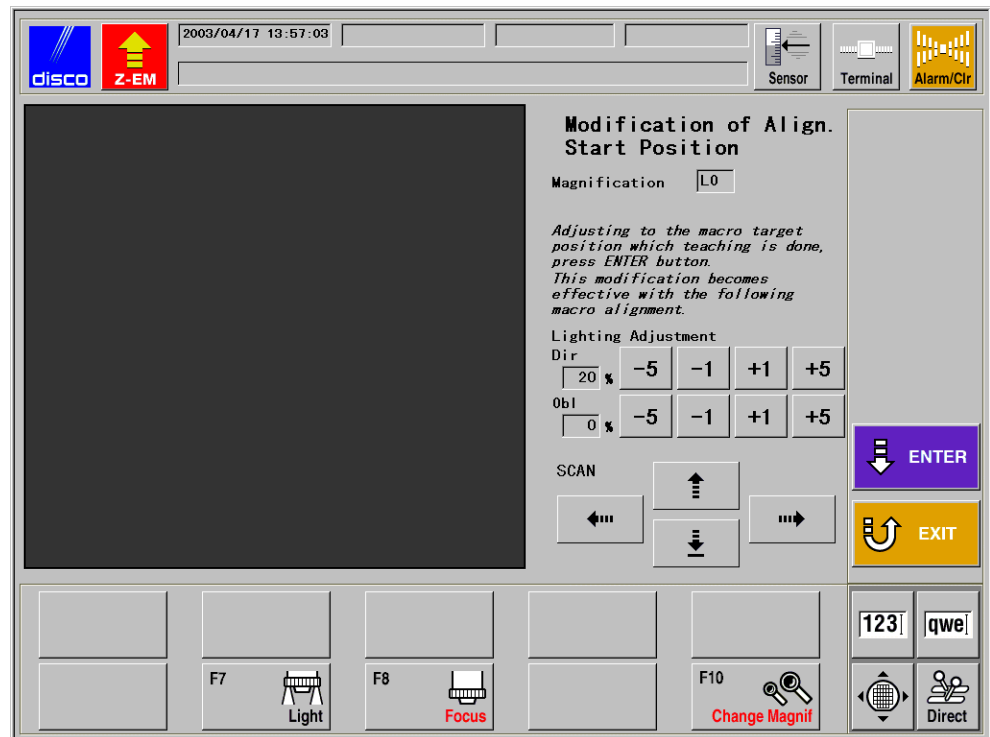 disco
Z-EM
2003/04/17 13:57:03
Sensor
Terminal
Alarm/Clr
Modification of Align.
Start Position
Magnification L0
Adjusting to the macro target
position which teaching is done,
press ENTER button.
This modification becomes
effective with the following
macro alignment.
Lighting Adjustment
Dir
20 % -5 -1 +1 +5
Obl
0 % -5 -1 +1 +5
SCAN
ENTER
EXIT
123 qwe
F7
Light
F8
Focus
F10
Change Magnif
Direct